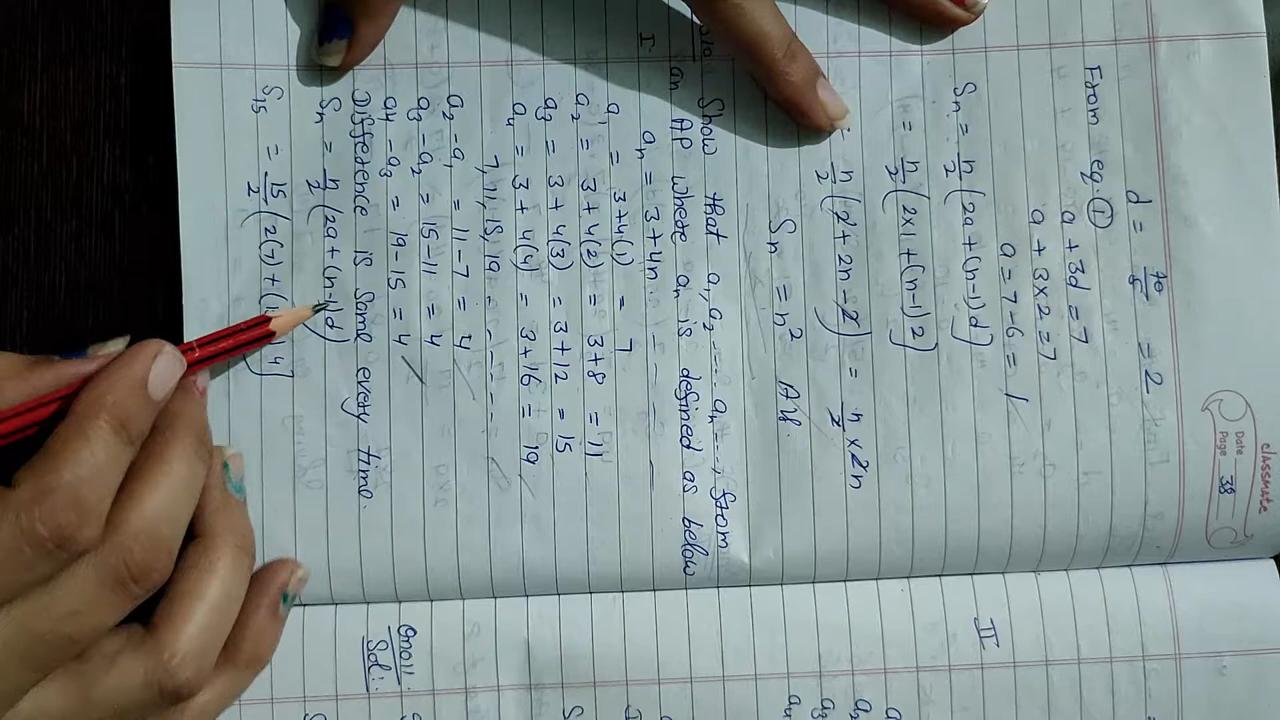 classmate
Date
Page 38
d = 10/5 = 2
From eq. ①
a + 3d = 7
a + 3×2 = 7
a = 7 - 6 = 1
Sn = n/2 (2a + (n-1)d)
= n/2 (2×1 + (n-1)2)
= n/2 (2 + 2n - 2) = n/2 × 2n
Sn = n² Ans.
Show that a1, a2 ---- an --, form
an AP where an is defined as below
I an = 3 + 4n.
a1 = 3+4(1) = 7
a2 = 3+4(2) = 3+8 = 11
a3 = 3+4(3) = 3+12 = 15
a4 = 3+4(4) = 3+16 = 19
7, 11, 15, 19 - - - - - -
a2 - a1 = 11 - 7 = 4
a3 - a2 = 15 - 11 = 4
a4 - a3 = 19 - 15 = 4
Difference is same every time.
Sn = n/2 (2a + (n-1)d)
S15 = 15/2 (2(7) + ( 4)
II
a2
a3
a4
Sol: